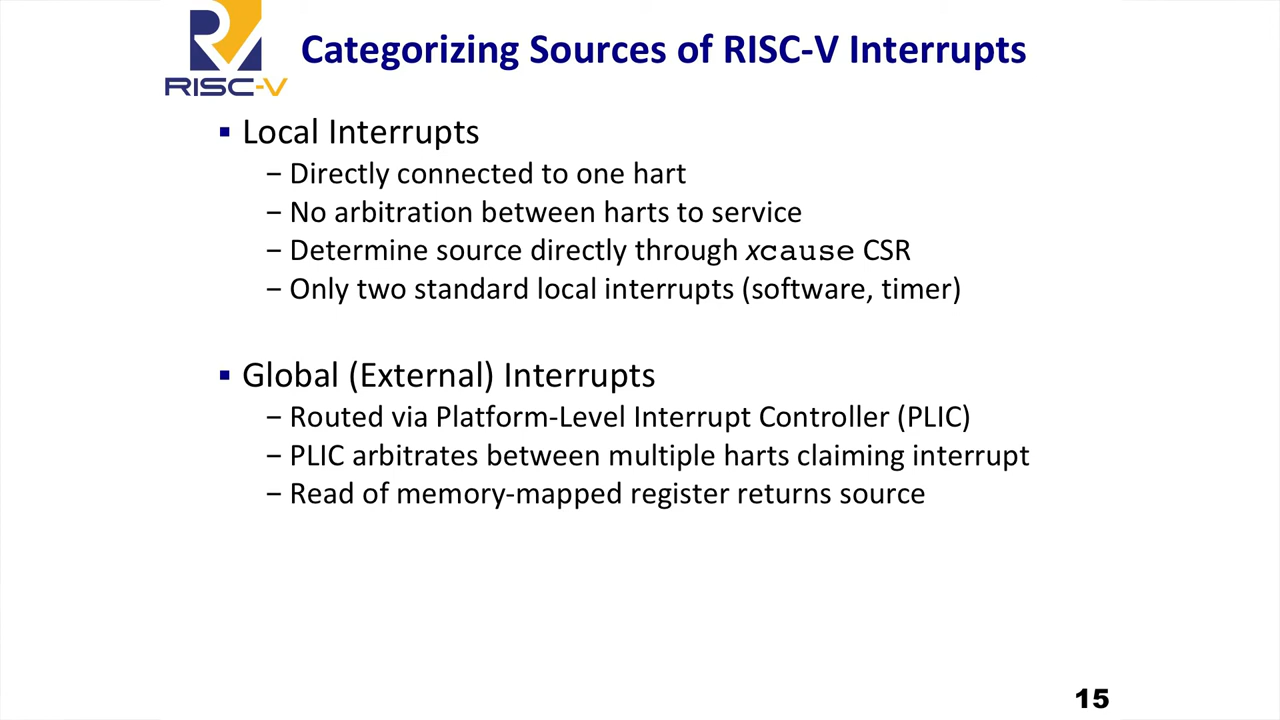 RISC-V
Categorizing Sources of RISC-V Interrupts
▪ Local Interrupts
– Directly connected to one hart
– No arbitration between harts to service
– Determine source directly through xcause CSR
– Only two standard local interrupts (software, timer)
▪ Global (External) Interrupts
– Routed via Platform-Level Interrupt Controller (PLIC)
– PLIC arbitrates between multiple harts claiming interrupt
– Read of memory-mapped register returns source
15